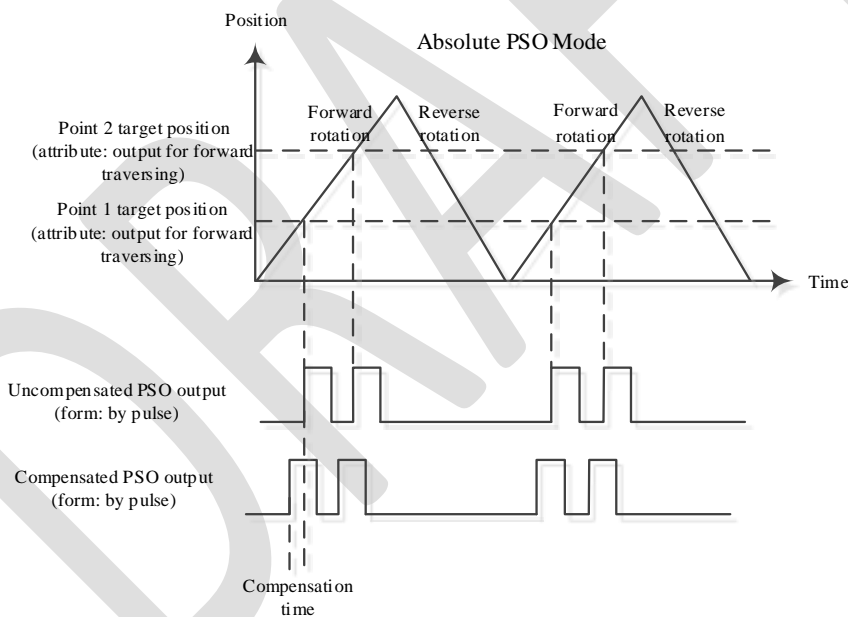 Position
Absolute PSO Mode
Forward
rotation
Reverse
rotation
Forward
rotation
Reverse
rotation
Point 2 target position
(attribute: output for forward
traversing)
Point 1 target position
(attribute: output for forward
traversing)
Time
Uncompensated PSO output
(form: by pulse)
Compensated PSO output
(form: by pulse)
Compensation
time
DRAF